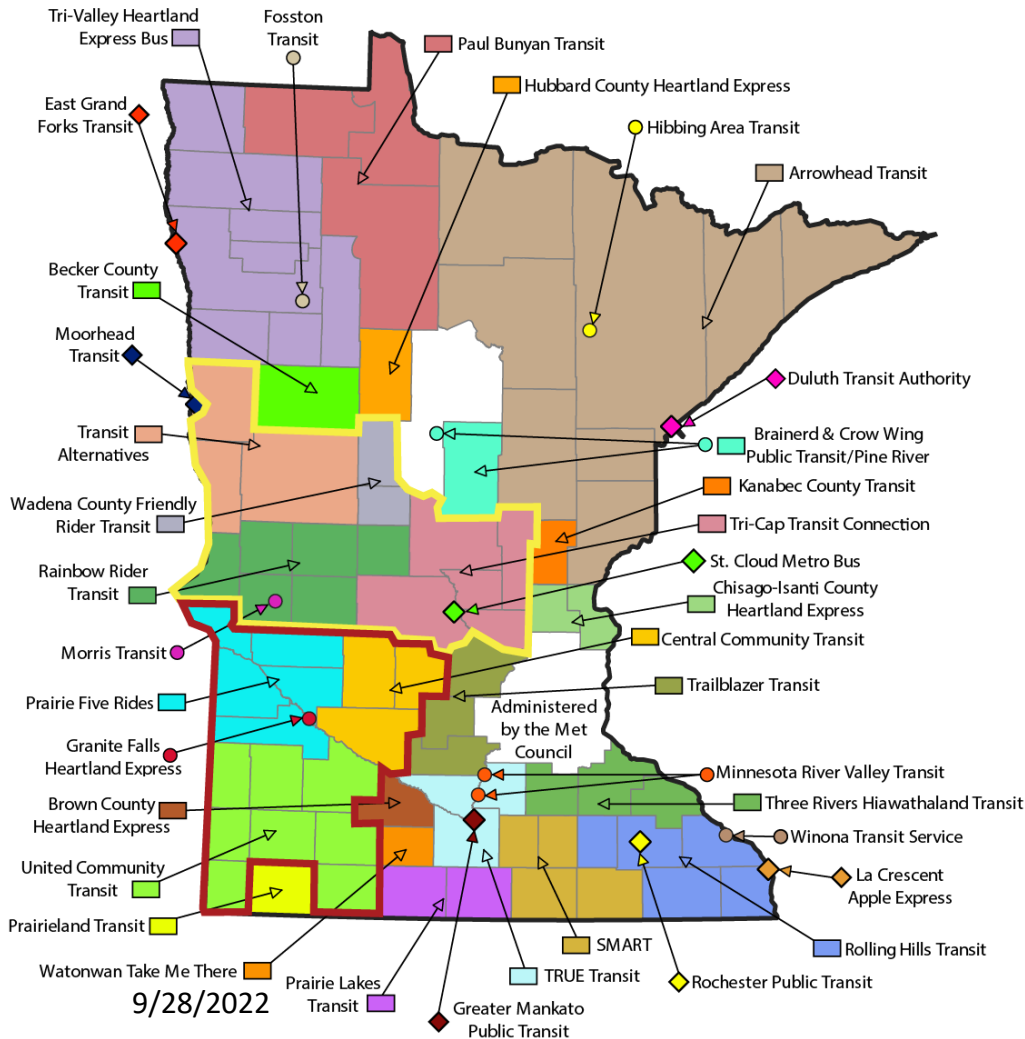 Tri-Valley Heartland
Express Bus
Fosston
Transit
Paul Bunyan Transit
Hubbard County Heartland Express
East Grand
Forks Transit
Hibbing Area Transit
Arrowhead Transit
Becker County
Transit
Moorhead
Transit
Duluth Transit Authority
Transit
Alternatives
Brainerd & Crow Wing
Public Transit/Pine River
Kanabec County Transit
Wadena County Friendly
Rider Transit
Tri-Cap Transit Connection
St. Cloud Metro Bus
Rainbow Rider
Transit
Chisago-Isanti County
Heartland Express
Central Community Transit
Morris Transit
Trailblazer Transit
Prairie Five Rides
Administered
by the Met
Council
Granite Falls
Heartland Express
Minnesota River Valley Transit
Three Rivers Hiawathaland Transit
Brown County
Heartland Express
Winona Transit Service
United Community
Transit
La Crescent
Apple Express
Prairieland Transit
SMART
Rolling Hills Transit
Watonwan Take Me There
TRUE Transit
Rochester Public Transit
Prairie Lakes
Transit
9/28/2022
Greater Mankato
Public Transit